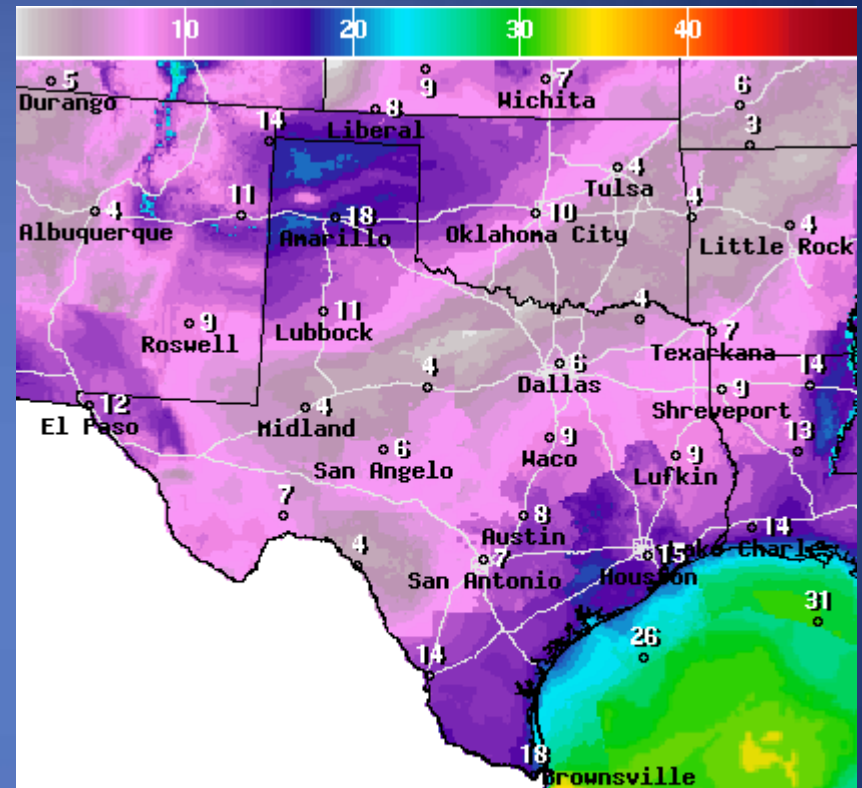 10 20 30 40
5 9 7
Durango Wichita
8 6
Liberal
14 3
4
Tulsa
4 11 18 10 4 4
Albuquerque Amarillo Oklahoma City Little Rock
9 11 4 7
Roswell Lubbock Texarkana
4 6
Dallas
12 4 9 14
El Paso Midland Shreveport
6 9 9 13
San Angelo Waco Lufkin
7 8 14
Austin
4 7 15 Lake Charles
San Antonio Houston
31
14 26
18
Brownsville